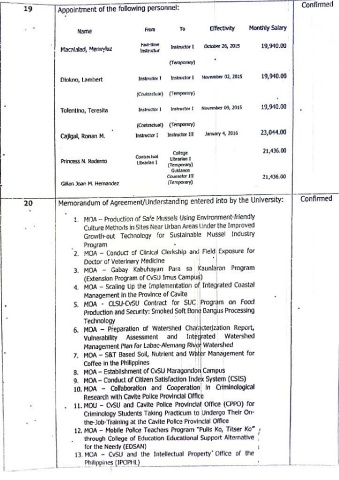 19 Appointment of the following personnel: Confirmed
Name From To Effectivity Monthly Salary
Part-time Instructor I October 26, 2015 19,940.00
Instructor
(Temporary)
Diokno, Lambert Instructor I Instructor I November 02, 2015 19,940.00
(Contractual) (Temporary)
Tolentino, Teresita Instructor I Instructor I November 09, 2015 19,940.00
(Contractual) (Temporary)
Cajigal, Ronan M. Instructor I Instructor III January 4, 2016 23,044.00
College
Contractual Librarian I 21,436.00
Princess N. Rodemo Librarian I (Temporary)
Guidance
Counselor III 21,436.00
Gillian Joan M. Hernandez (Temporary)
20 Memorandum of Agreement/Understanding entered into by the University: Confirmed
1. MOA – Production of Safe Mussels Using Environment-friendly
Culture Methods in Sites Near Urban Areas Under the Improved
Growth-out Technology for Sustainable Mussel Industry
Program
2. MOA – Conduct of Clinical Clerkship and Field Exposure for
Doctor of Veterinary Medicine
3. MOA – Gabay Kabuhayan Para sa Kaunlaran Program
(Extension Program of CvSU Imus Campus)
4. MOA – Scaling Up the Implementation of Integrated Coastal
Management in the Province of Cavite
5. MOA – CLSU-CvSU Contract for SUC Program on Food
Production and Security: Smoked Soft Bone Bangus Processing
Technology
6. MOA – Preparation of Watershed Characterization Report,
Vulnerability Assessment and Integrated Watershed
Management Plan for Labac-Alemang River Watershed
7. MOA – S&T Based Soil, Nutrient and Water Management for
Coffee in the Philippines
8. MOA – Establishment of CvSU Maragondon Campus
9. MOA – Conduct of Citizen Satisfaction Index System (CSIS)
10. MOA – Collaboration and Cooperation in Criminological
Research with Cavite Police Provincial Office
11. MOU – CvSU and Cavite Police Provincial Office (CPPO) for
Criminology Students Taking Practicum to Undergo Their On-
the-Job-Training at the Cavite Police Provincial Office
12. MOA – Mobile Police Teachers Program "Pulis Ko, Titser Ko"
through College of Education Educational Support Alternative
for the Needy (EDSAN)
13. MOA – CvSU and the Intellectual Property Office of the
Philippines (IPOPHL)